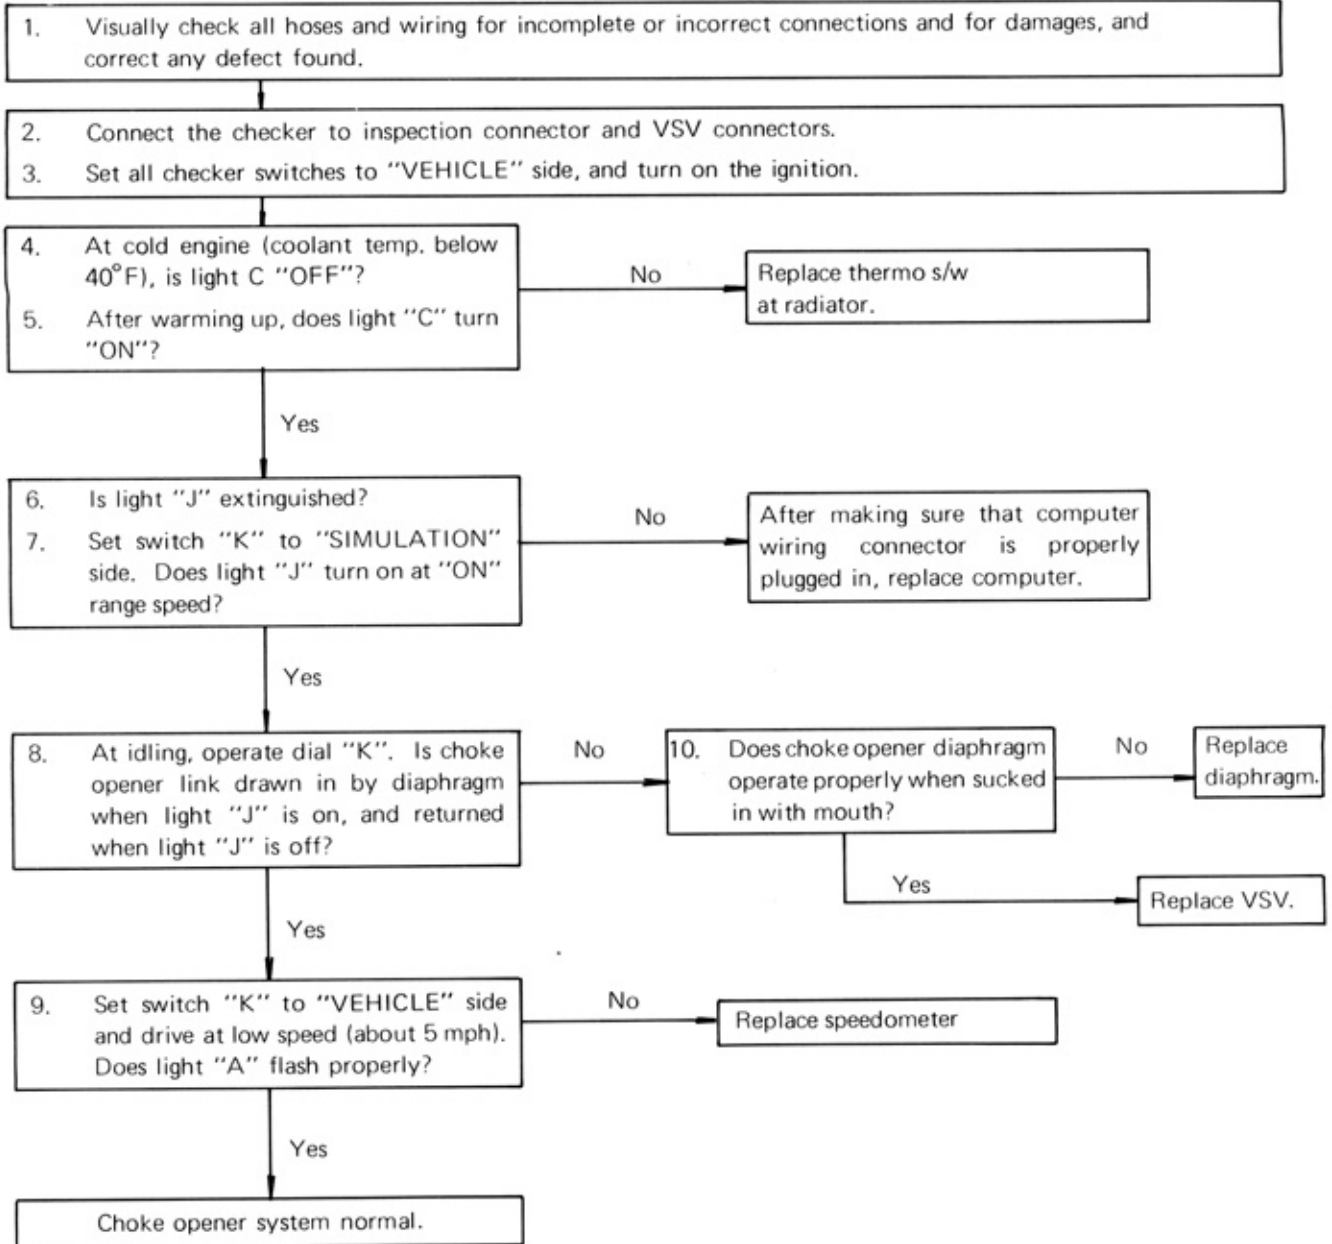 1. Visually check all hoses and wiring for incomplete or incorrect connections and for damages, and
correct any defect found.
2. Connect the checker to inspection connector and VSV connectors.
3. Set all checker switches to "VEHICLE" side, and turn on the ignition.
4. At cold engine (coolant temp. below
40°F), is light C "OFF"?
5. After warming up, does light "C" turn
"ON"?
No
Replace thermo s/w
at radiator.
Yes
6. Is light "J" extinguished?
7. Set switch "K" to "SIMULATION"
side. Does light "J" turn on at "ON"
range speed?
No
After making sure that computer
wiring connector is properly
plugged in, replace computer.
Yes
8. At idling, operate dial "K". Is choke
opener link drawn in by diaphragm
when light "J" is on, and returned
when light "J" is off?
No
10. Does choke opener diaphragm
operate properly when sucked
in with mouth?
No
Replace
diaphragm.
Yes
Replace VSV.
Yes
9. Set switch "K" to "VEHICLE" side
and drive at low speed (about 5 mph).
Does light "A" flash properly?
No
Replace speedometer
Yes
Choke opener system normal.